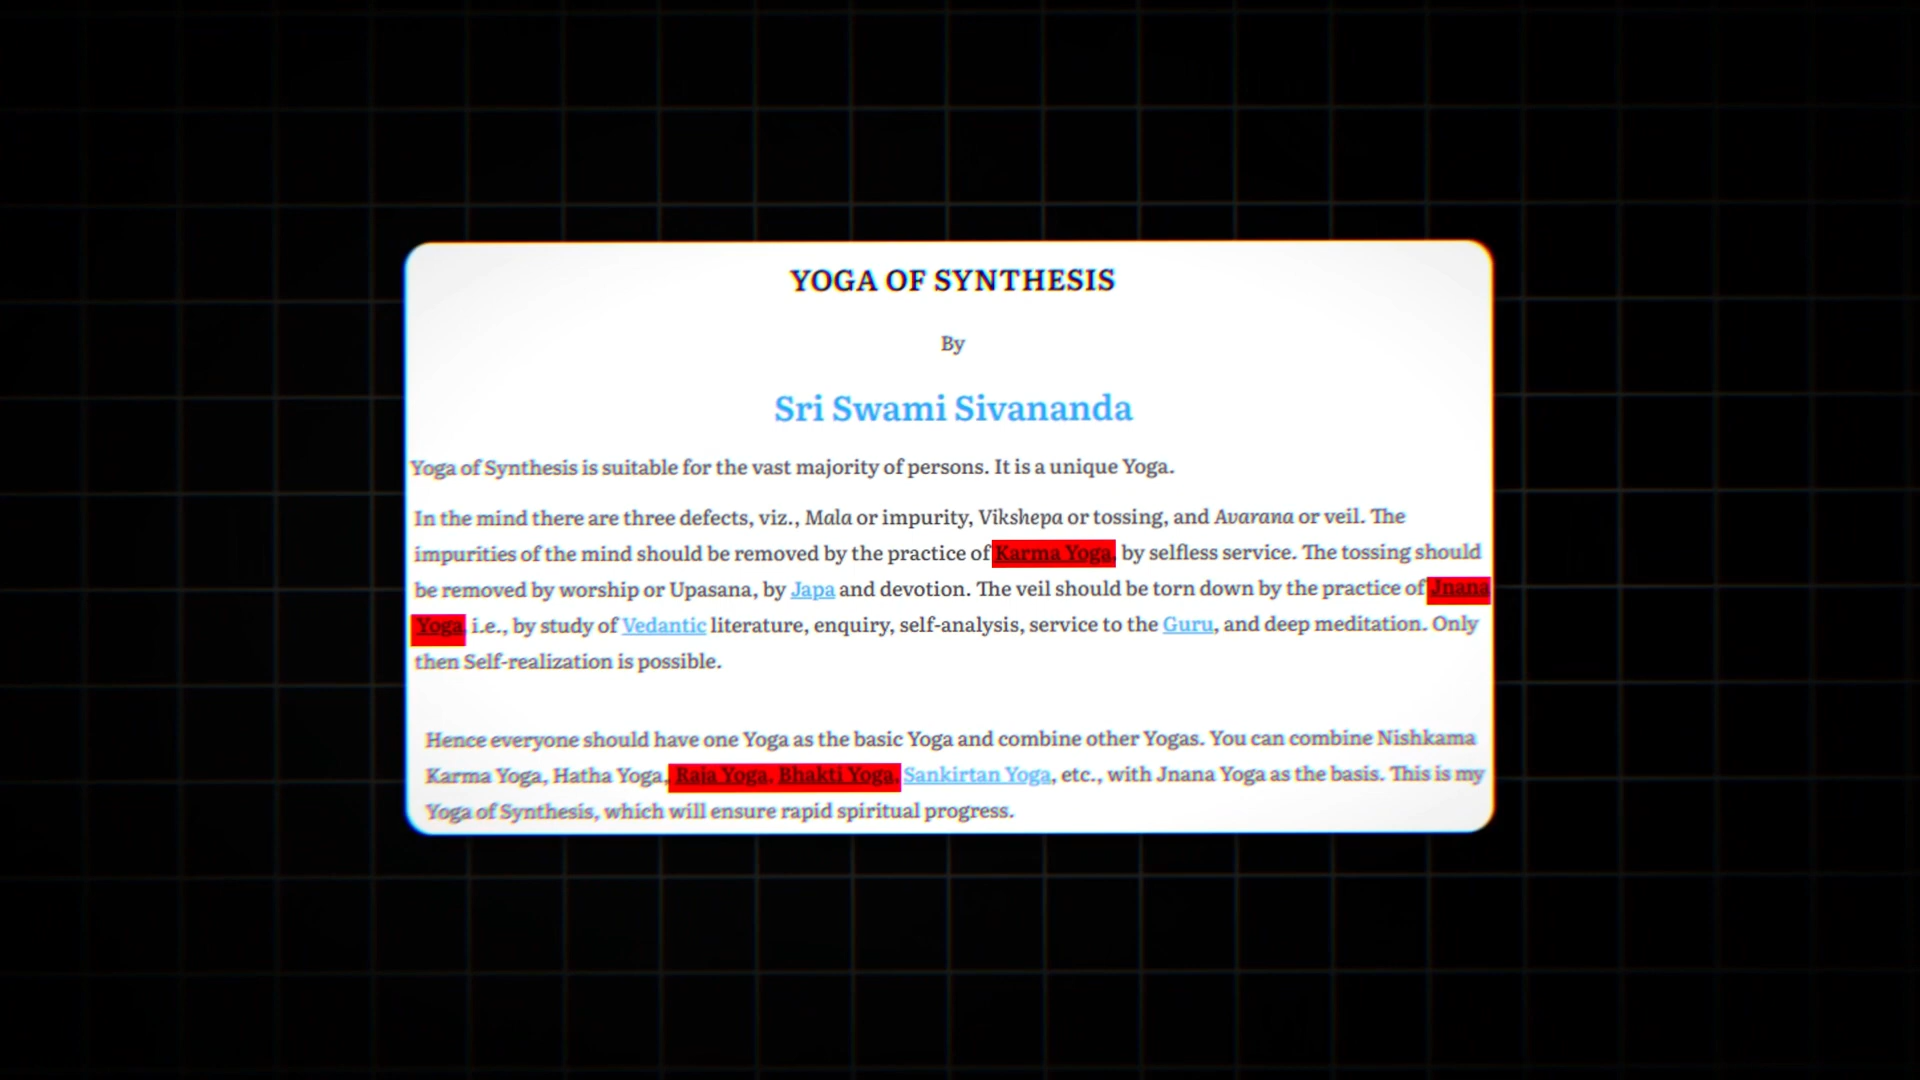 YOGA OF SYNTHESIS
By
Sri Swami Sivananda
Yoga of Synthesis is suitable for the vast majority of persons. It is a unique Yoga.
In the mind there are three defects, viz., Mala or impurity, Vikshepa or tossing, and Avarana or veil. The
impurities of the mind should be removed by the practice of Karma Yoga, by selfless service. The tossing should
be removed by worship or Upasana, by Japa and devotion. The veil should be torn down by the practice of Jnana
Yoga, i.e., by study of Vedantic literature, enquiry, self-analysis, service to the Guru, and deep meditation. Only
then Self-realization is possible.
Hence everyone should have one Yoga as the basic Yoga and combine other Yogas. You can combine Nishkama
Karma Yoga, Hatha Yoga, Raja Yoga, Bhakti Yoga, Sankirtan Yoga, etc., with Jnana Yoga as the basis. This is my
Yoga of Synthesis, which will ensure rapid spiritual progress.